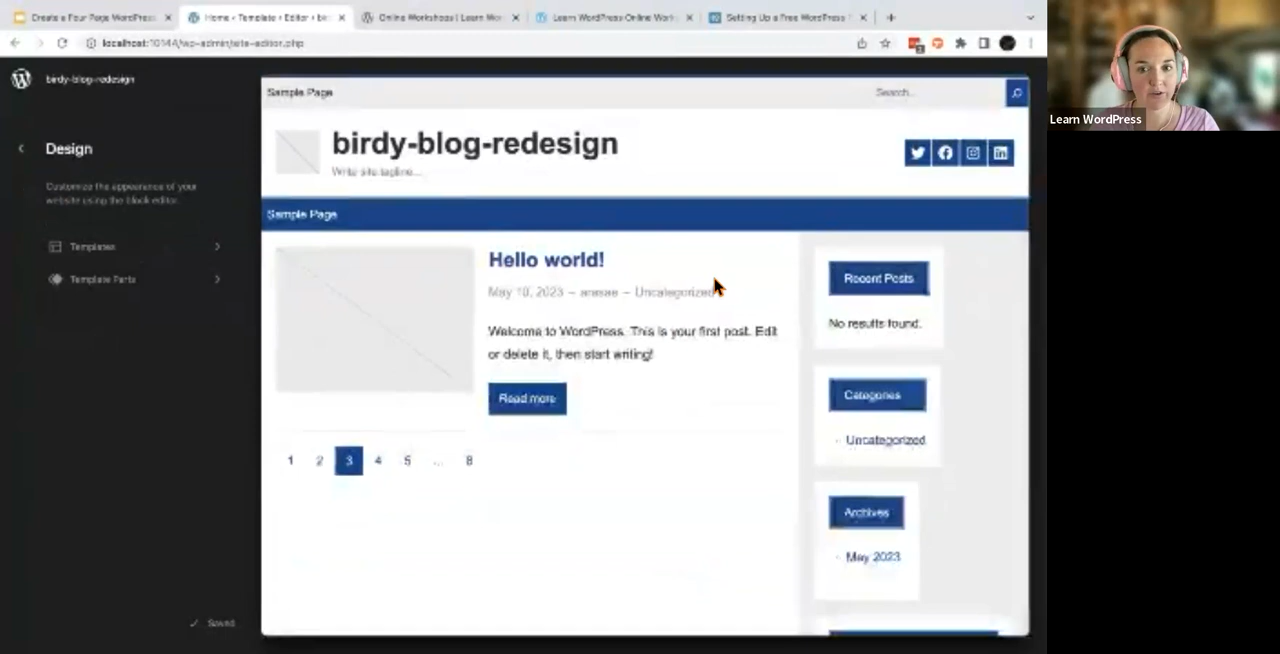 Create a Four Page WordPress
Home ‹ Template ‹ Editor ‹ bir
Online Workshops | Learn Wor
Learn WordPress Online Work
Setting Up a Free WordPress
localhost:10144/wp-admin/site-editor.php
birdy-blog-redesign
Design
Customize the appearance of your
website using the block editor.
Templates
Template Parts
Saved
Sample Page
Search...
birdy-blog-redesign
Write site tagline...
Sample Page
Hello world!
May 10, 2023 — — Uncategorized
Welcome to WordPress. This is your first post. Edit
or delete it, then start writing!
Read more
1 2 3 4 5 ... 8
Recent Posts
No results found.
Categories
Uncategorized
Archives
May 2023
Learn WordPress